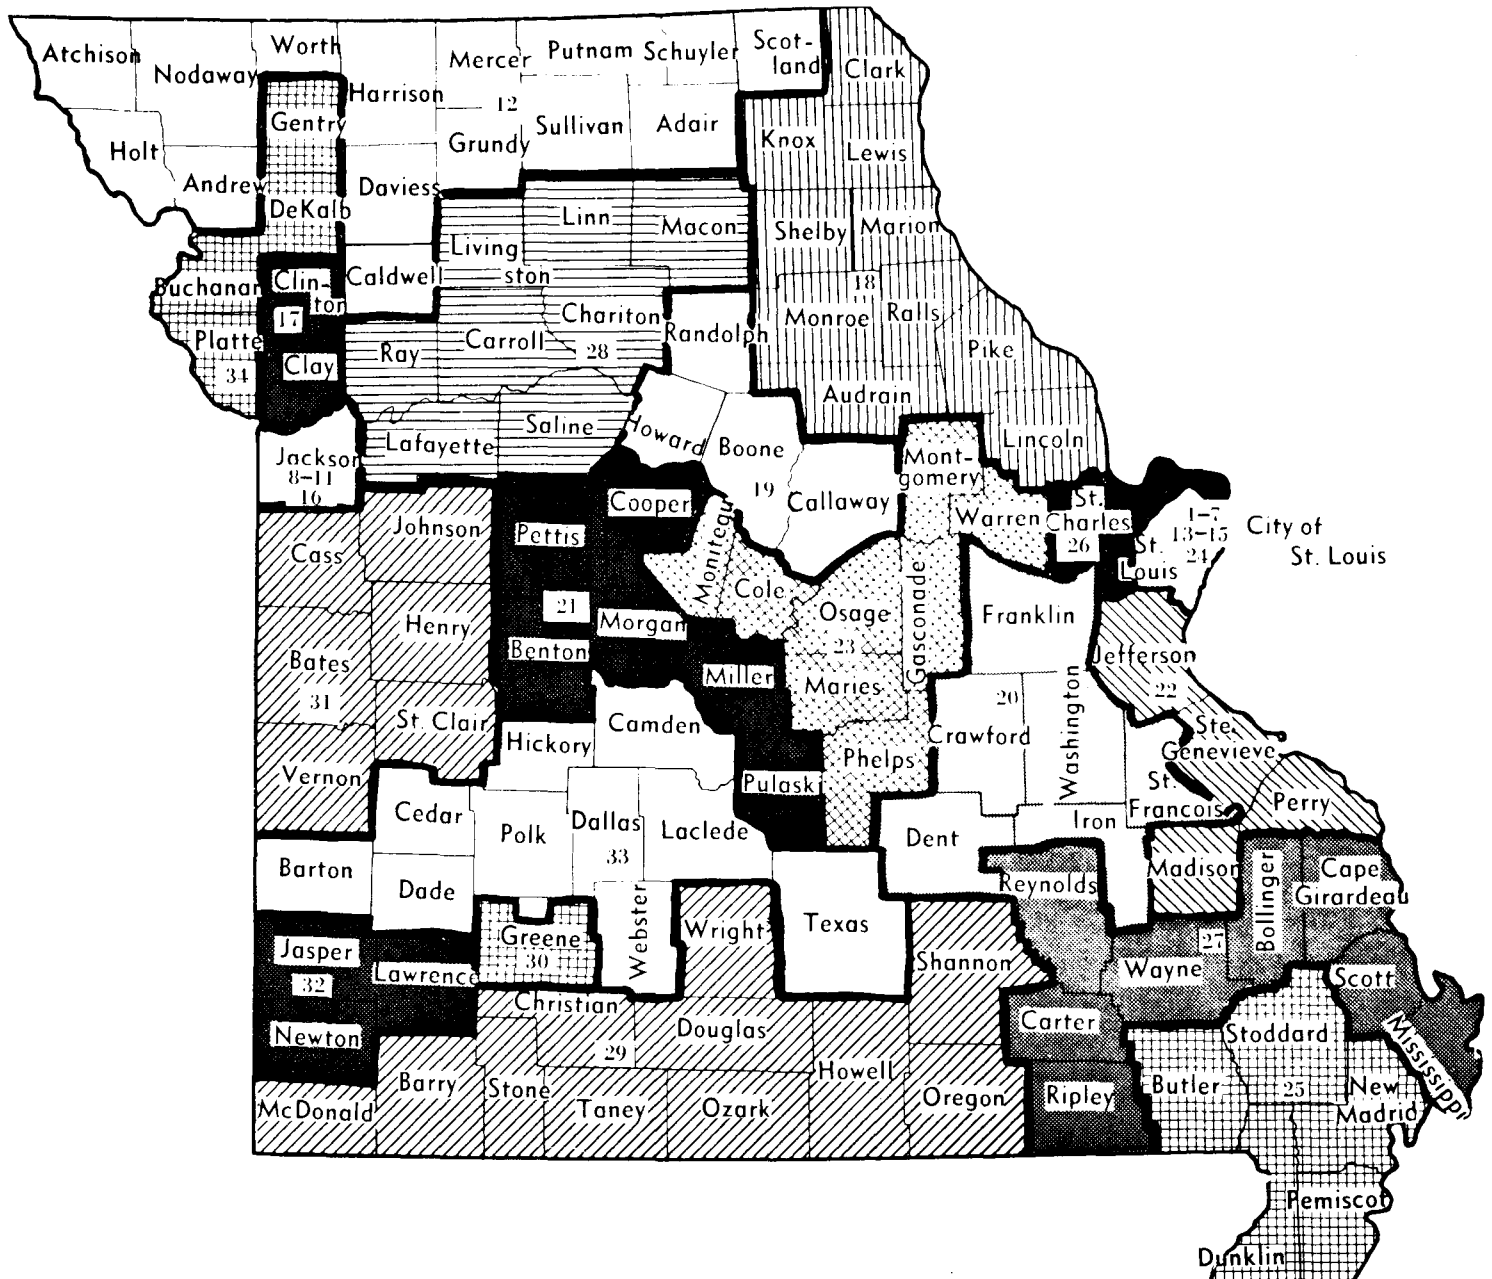 Atchison
Nodaway
Worth
Mercer
Putnam
Schuyler
Scot-
land
Clark
Harrison
12
Gentry
Sullivan
Adair
Knox
Lewis
Holt
Grundy
Andrew
Daviess
DeKalb
Linn
Macon
Shelby
Marion
Living
ston
Buchanan
Clin-
ton
Caldwell
18
17
Chariton
Randolph
Monroe
Ralls
Platte
34
Clay
Ray
Carroll
28
Pike
Audrain
Lafayette
Saline
Howard
Boone
Lincoln
Jackson
8-11
16
Mont-
gomery
19
Callaway
Cooper
Johnson
Pettis
Monitequ
Warren
St.
Charles
26
1-7
13-15
24
City of
St. Louis
St.
Louis
Cass
Cole
21
Osage
23
Gasconade
Franklin
Henry
Morgan
Benton
Miller
Maries
Jefferson
22
Bates
31
St. Clair
Camden
Hickory
20
Crawford
Washington
Ste.
Genevieve
Vernon
Pulask
Phelps
St.
Francois
Perry
Cedar
Polk
Dallas
33
Laclede
Dent
Iron
Barton
Dade
Reynolds
Madison
Bollinger
Cape
Girardeau
Webster
Wright
Texas
Greene
30
Jasper
32
Lawrence
Shannon
Wayne
27
Scott
Newton
Christian
29
Douglas
Carter
Stoddard
25
Mississippi
McDonald
Barry
Stone
Taney
Ozark
Howell
Oregon
Ripley
Butler
New
Madrid
Pemiscot
Dunklin